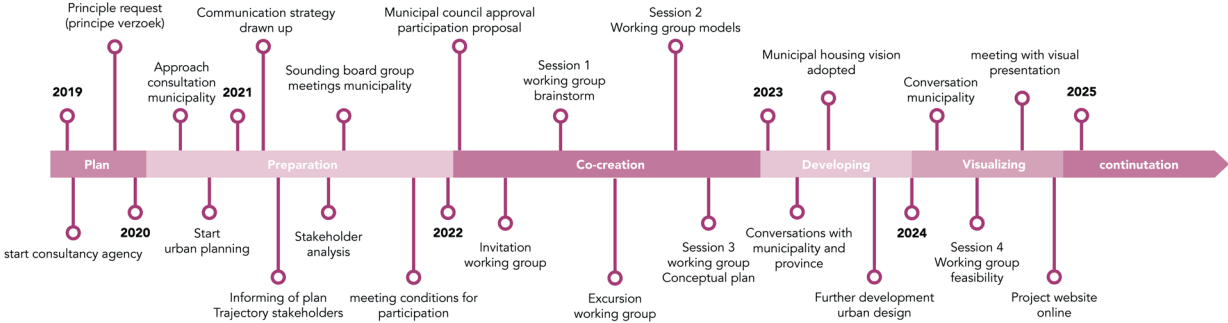 Principle request
(principe verzoek)
Communication strategy
drawn up
Municipal council approval
participation proposal
Session 2
Working group models
2019
Approach
consultation
municipality
2021
Sounding board group
meetings municipality
Session 1
working group
brainstorm
2023
Municipal housing vision
adopted
Conversation
municipality
meeting with visual
presentation
2025
Plan
Preparation
Co-creation
Developing
Visualizing
continutation
start consultancy agency
2020
Start
urban planning
Stakeholder
analysis
2022
Invitation
working group
Session 3
working group
Conceptual plan
Conversations with
municipality and
province
2024
Session 4
Working group
feasibility
Informing of plan
Trajectory stakeholders
meeting conditions for
participation
Excursion
working group
Further development
urban design
Project website
online